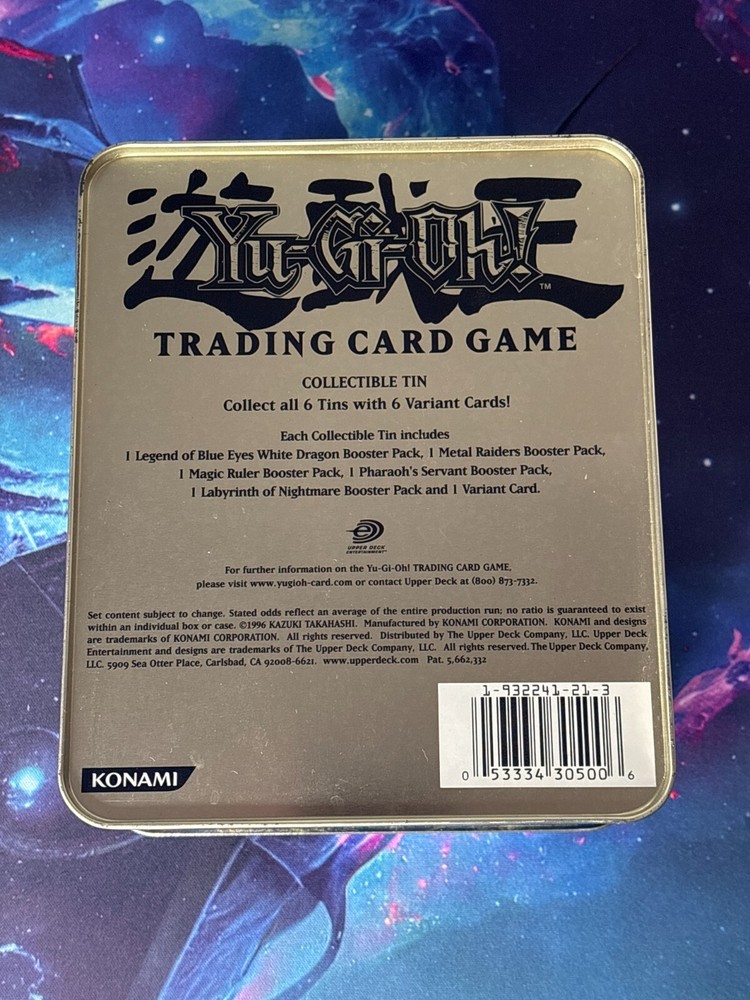 遊戯王
Yu-Gi-Oh!
TM
TRADING CARD GAME
COLLECTIBLE TIN
Collect all 6 Tins with 6 Variant Cards!
Each Collectible Tin includes
1 Legend of Blue Eyes White Dragon Booster Pack, 1 Metal Raiders Booster Pack,
1 Magic Ruler Booster Pack, 1 Pharaoh's Servant Booster Pack,
1 Labyrinth of Nightmare Booster Pack and 1 Variant Card.
UPPER DECK
ENTERTAINMENT™
For further information on the Yu-Gi-Oh! TRADING CARD GAME,
please visit www.yugioh-card.com or contact Upper Deck at (800) 873-7332.
Set content subject to change. Stated odds reflect an average of the entire production run; no ratio is guaranteed to exist
within an individual box or case. ©1996 KAZUKI TAKAHASHI. Manufactured by KONAMI CORPORATION. KONAMI and designs
are trademarks of KONAMI CORPORATION. All rights reserved. Distributed by The Upper Deck Company, LLC. Upper Deck
Entertainment and designs are trademarks of The Upper Deck Company, LLC. All rights reserved. The Upper Deck Company,
LLC. 5909 Sea Otter Place, Carlsbad, CA 92008-6621. www.upperdeck.com Pat. 5,662,332
1-932241-21-3
0 53334 30500 6
KONAMI